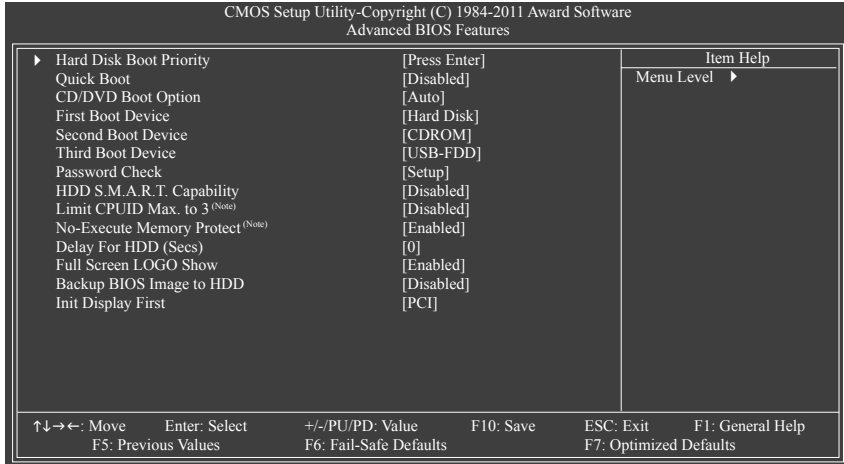 CMOS Setup Utility-Copyright (C) 1984-2011 Award Software
Advanced BIOS Features
Hard Disk Boot Priority [Press Enter]
Quick Boot [Disabled]
CD/DVD Boot Option [Auto]
First Boot Device [Hard Disk]
Second Boot Device [CDROM]
Third Boot Device [USB-FDD]
Password Check [Setup]
HDD S.M.A.R.T. Capability [Disabled]
Limit CPUID Max. to 3 (Note) [Disabled]
No-Execute Memory Protect (Note) [Enabled]
Delay For HDD (Secs) [0]
Full Screen LOGO Show [Enabled]
Backup BIOS Image to HDD [Disabled]
Init Display First [PCI]
Item Help
Menu Level
↑↓→←: Move Enter: Select +/-/PU/PD: Value F10: Save ESC: Exit F1: General Help
F5: Previous Values F6: Fail-Safe Defaults F7: Optimized Defaults